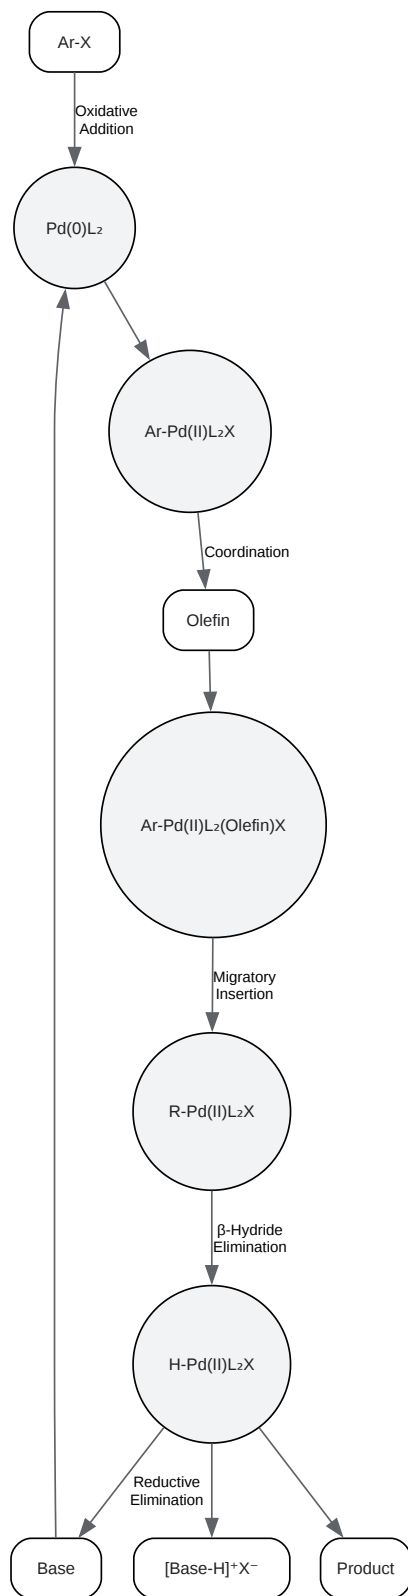 Ar-X
Oxidative
Addition
Pd(0)L₂
Ar-Pd(II)L₂X
Coordination
Olefin
Ar-Pd(II)L₂(Olefin)X
Migratory
Insertion
R-Pd(II)L₂X
β-Hydride
Elimination
H-Pd(II)L₂X
Reductive
Elimination
Base
[Base-H]⁺X⁻
Product